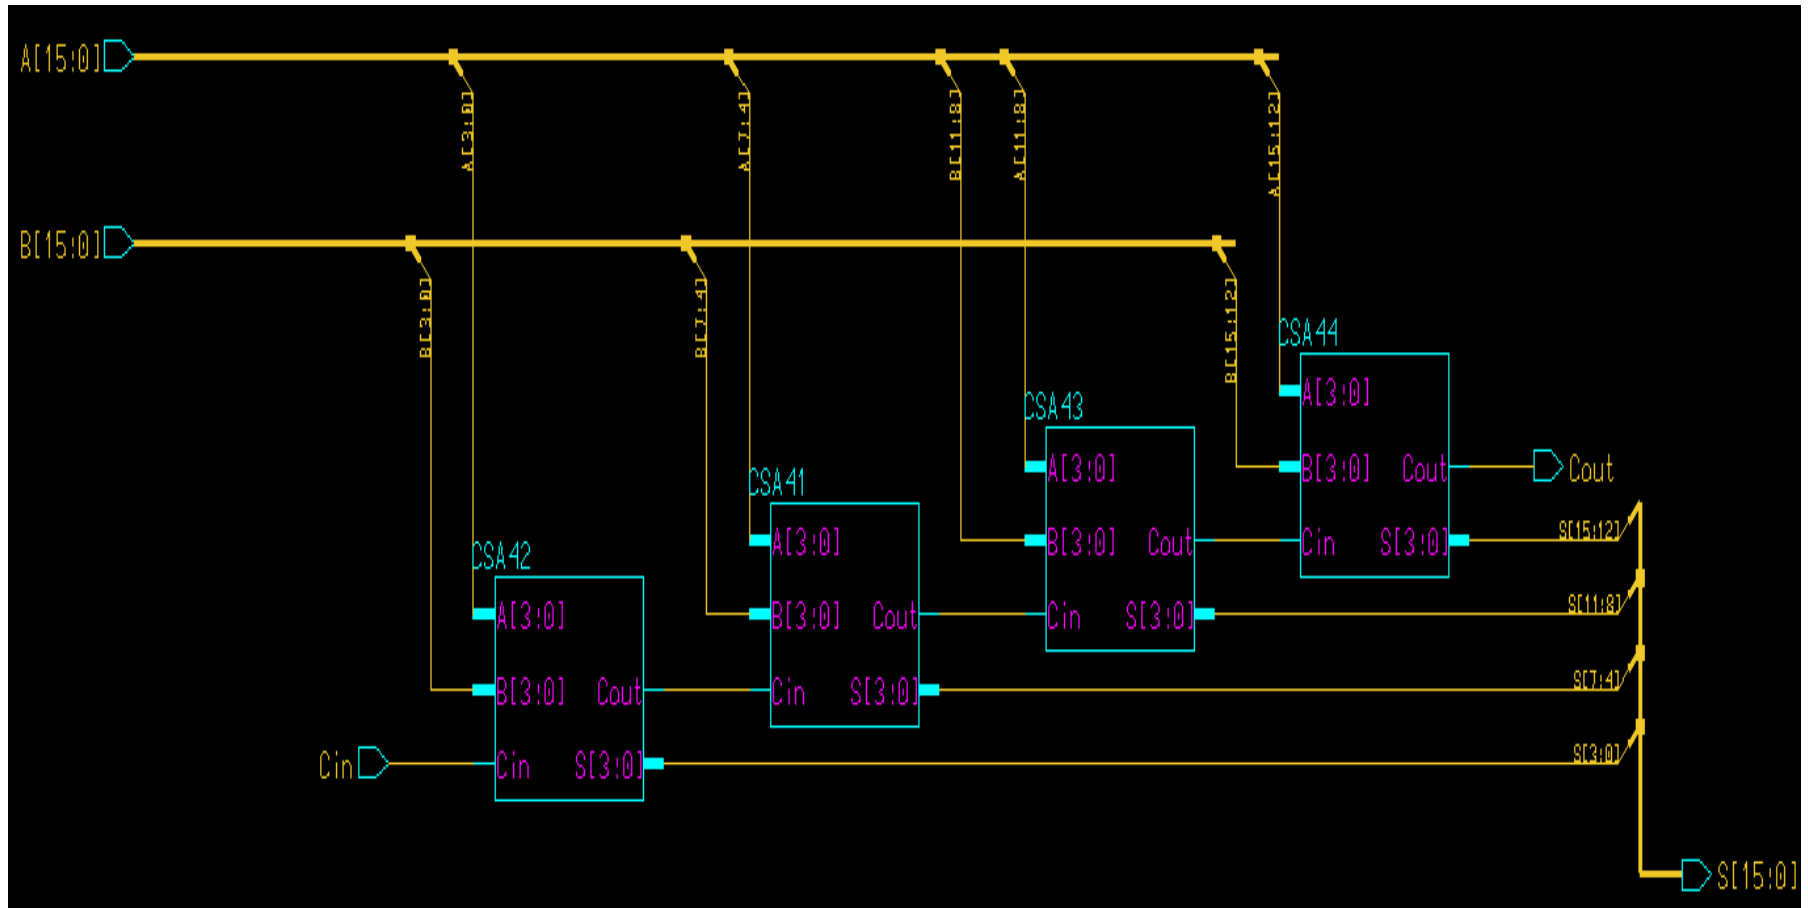 A[15:0]
A[3:0]
A[7:4]
B[11:8]
A[11:8]
A[15:12]
B[15:0]
B[3:0]
B[7:4]
B[15:12]
CSA44
A[3:0]
B[3:0] Cout
Cin S[3:0]
Cout
CSA43
A[3:0]
B[3:0] Cout
Cin S[3:0]
CSA41
A[3:0]
B[3:0] Cout
Cin S[3:0]
CSA42
A[3:0]
B[3:0] Cout
Cin S[3:0]
Cin
S[15:12]
S[11:8]
S[7:4]
S[3:0]
S[15:0]